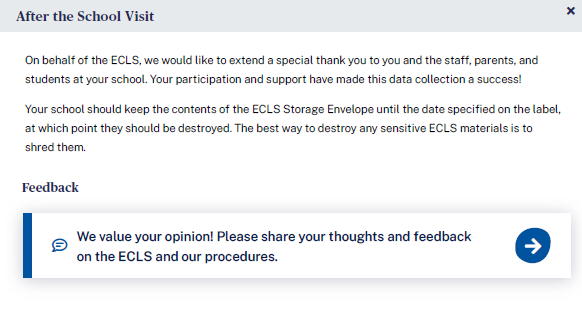 After the School Visit
On behalf of the ECLS, we would like to extend a special thank you to you and the staff, parents, and
students at your school. Your participation and support have made this data collection a success!
Your school should keep the contents of the ECLS Storage Envelope until the date specified on the label,
at which point they should be destroyed. The best way to destroy any sensitive ECLS materials is to
shred them.
Feedback
We value your opinion! Please share your thoughts and feedback
on the ECLS and our procedures.